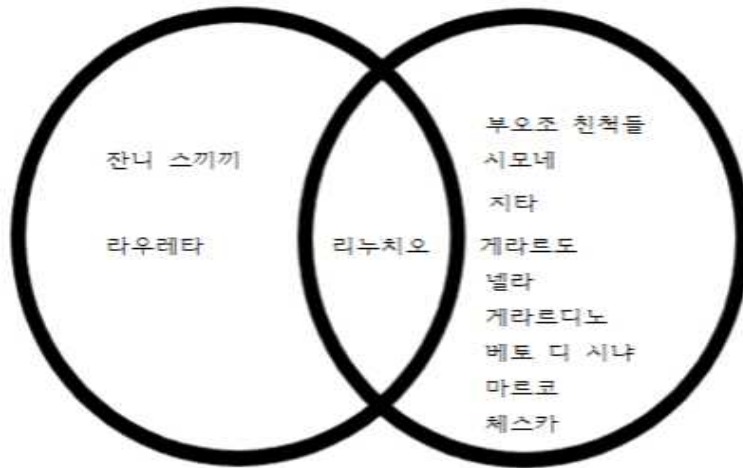 잔니 스끼끼
라우레타
리누치오
부오조 친척들
시모네
지타
게라르도
넬라
게라르디노
베토 디 시냐
마르코
체스카